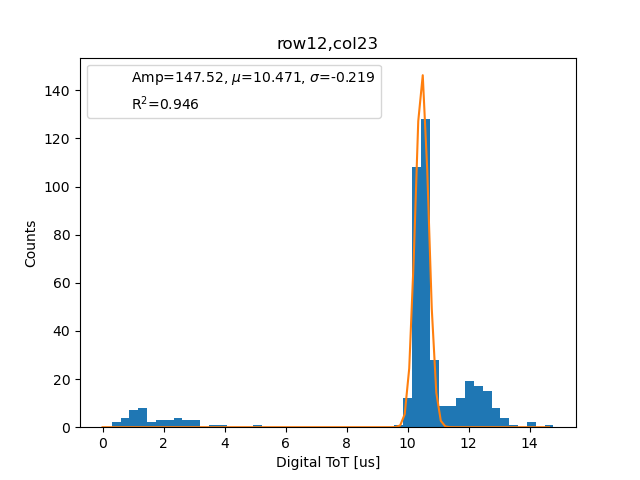 row12,col23
Amp=147.52, μ=10.471, σ=-0.219
R²=0.946
Counts
140
120
100
80
60
40
20
0
0 2 4 6 8 10 12 14
Digital ToT [us]